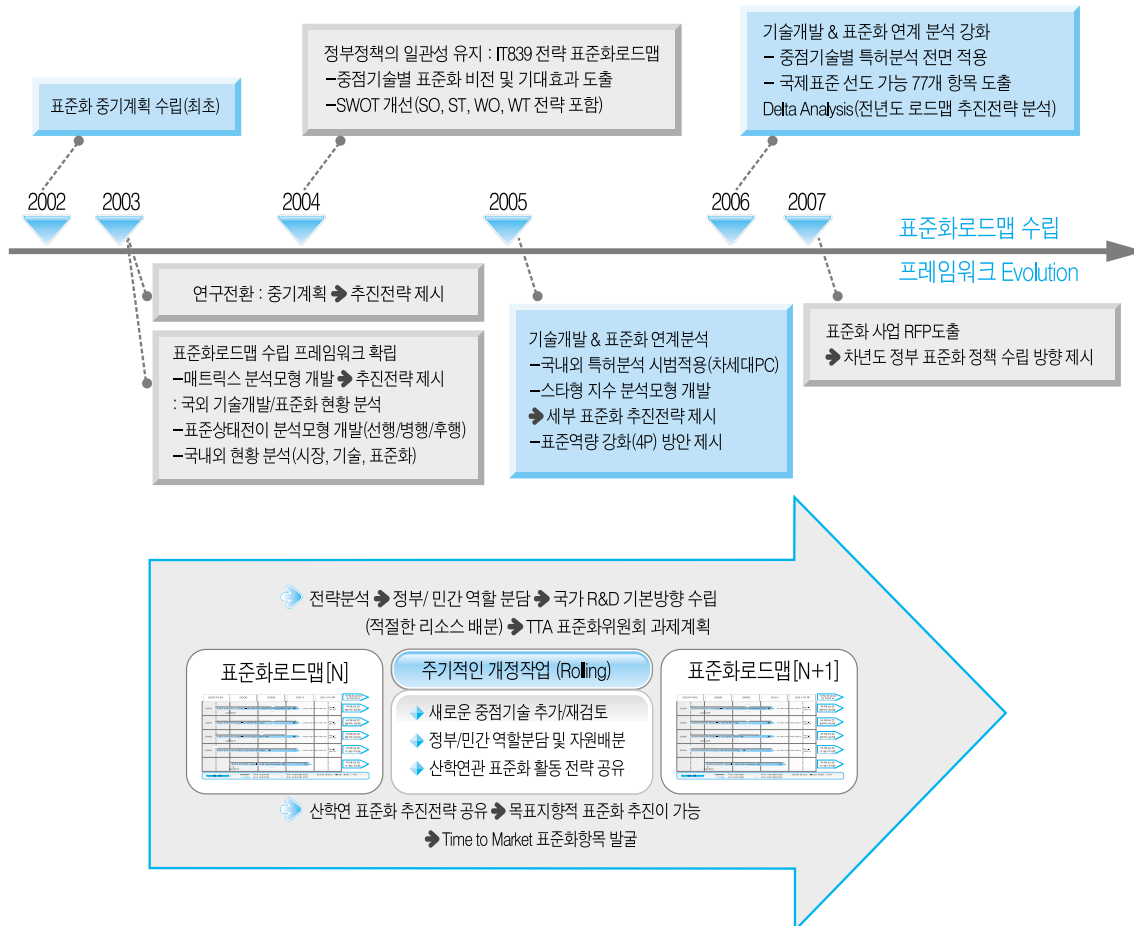 표준화 중기계획 수립(최초)
정부정책의 일관성 유지 : IT839 전략 표준화로드맵
–중점기술별 표준화 비전 및 기대효과 도출
–SWOT 개선(SO, ST, WO, WT 전략 포함)
기술개발 & 표준화 연계 분석 강화
– 중점기술별 특허분석 전면 적용
– 국제표준 선도 가능 77개 항목 도출
Delta Analysis(전년도 로드맵 추진전략 분석)
2002 2003 2004 2005 2006 2007
표준화로드맵 수립
프레임워크 Evolution
연구전환 : 중기계획 ➔ 추진전략 제시
표준화로드맵 수립 프레임워크 확립
–매트릭스 분석모형 개발 ➔ 추진전략 제시
: 국외 기술개발/표준화 현황 분석
–표준상태전이 분석모형 개발(선행/병행/후행)
–국내외 현황 분석(시장, 기술, 표준화)
기술개발 & 표준화 연계분석
–국내외 특허분석 시범적용(차세대PC)
–스타형 지수 분석모형 개발
➔ 세부 표준화 추진전략 제시
–표준역량 강화(4P) 방안 제시
표준화 사업 RFP도출
➔ 차년도 정부 표준화 정책 수립 방향 제시
전략분석 ➔ 정부/ 민간 역할 분담 ➔ 국가 R&D 기본방향 수립
(적절한 리소스 배분) ➔ TTA 표준화위원회 과제계획
표준화로드맵[N]
주기적인 개정작업 (Rolling)
새로운 중점기술 추가/재검토
정부/민간 역할분담 및 자원배분
산학연관 표준화 활동 전략 공유
표준화로드맵[N+1]
산학연 표준화 추진전략 공유 ➔ 목표지향적 표준화 추진이 가능
➔ Time to Market 표준화항목 발굴